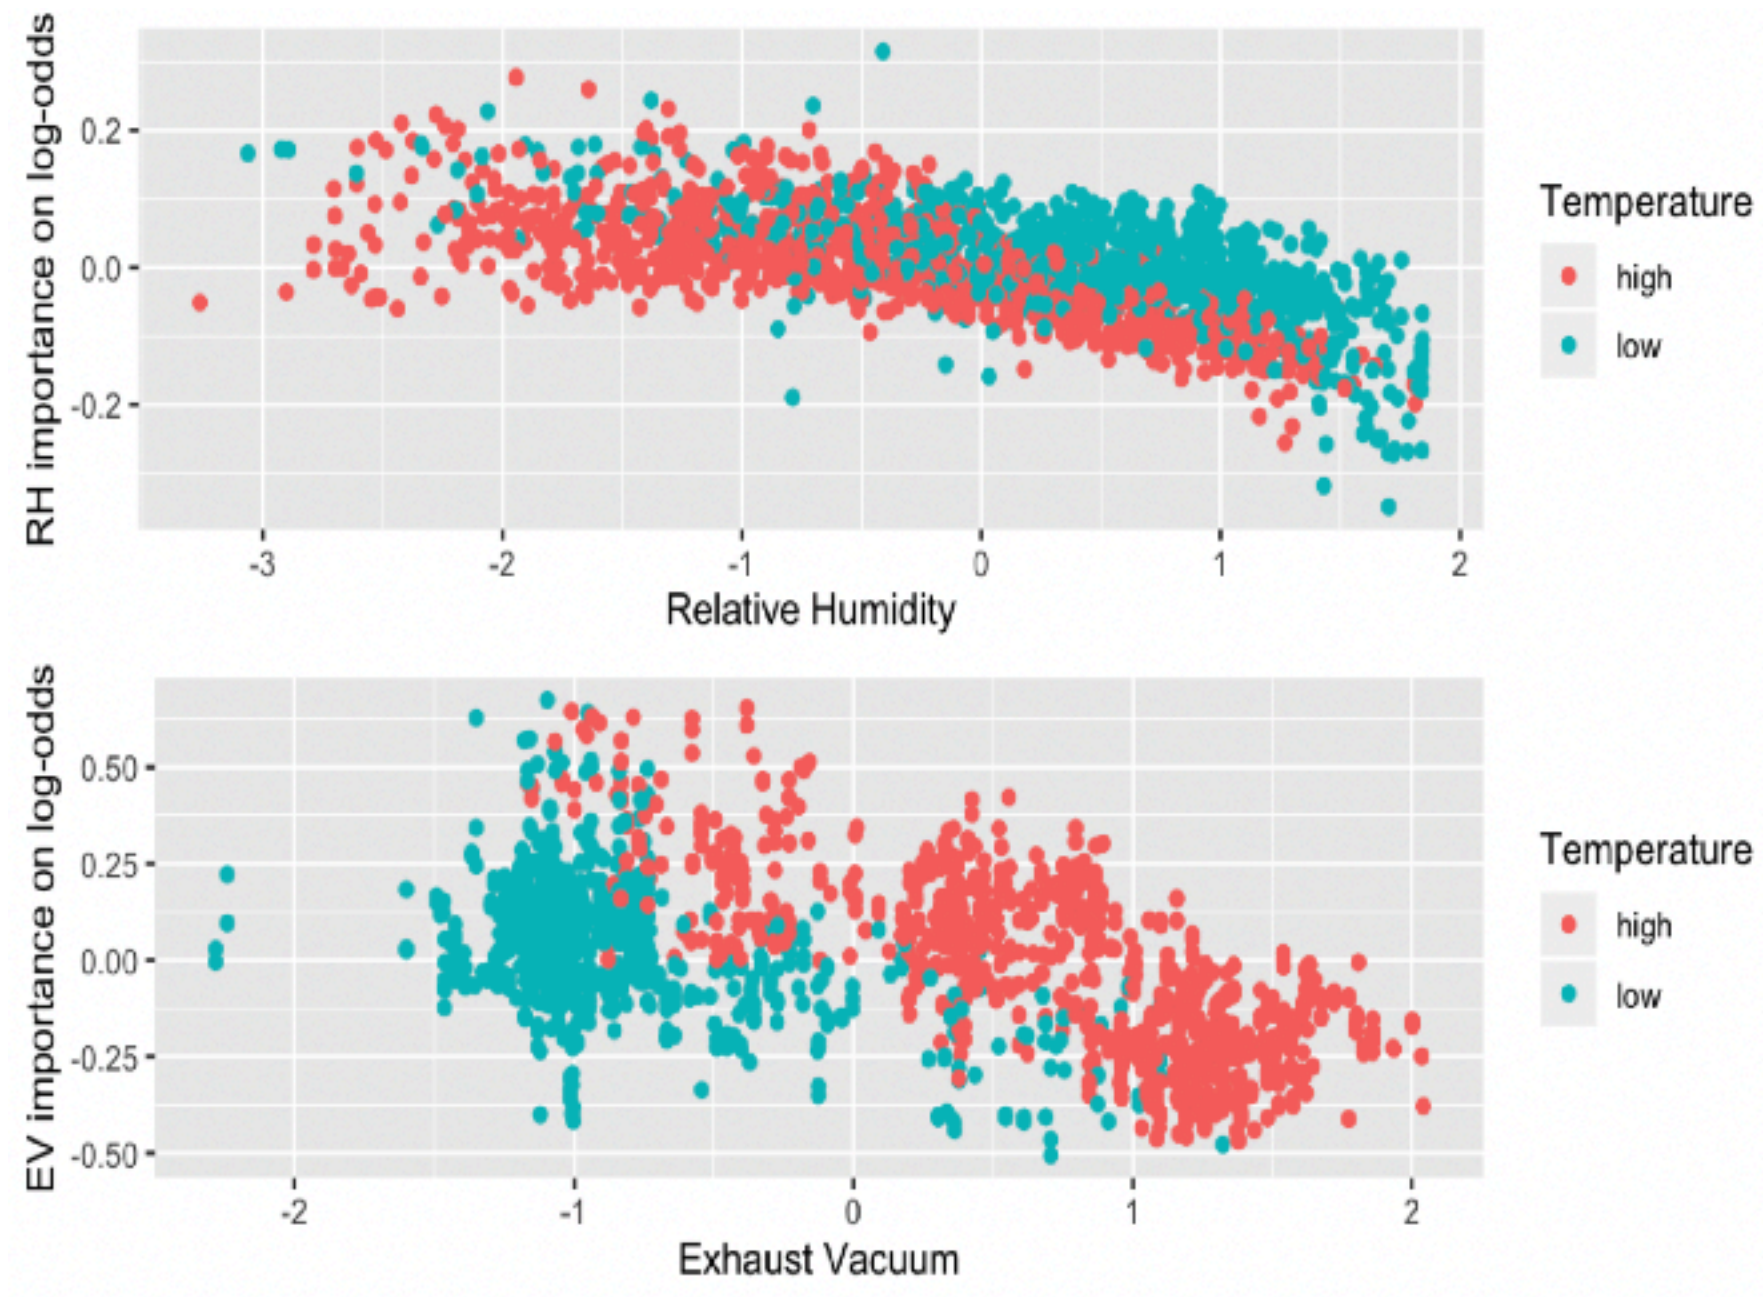 RH importance on log-odds
0.2
0.0
-0.2
-3 -2 -1 0 1 2
Relative Humidity
Temperature
high
low
EV importance on log-odds
0.50
0.25
0.00
-0.25
-0.50
-2 -1 0 1 2
Exhaust Vacuum
Temperature
high
low